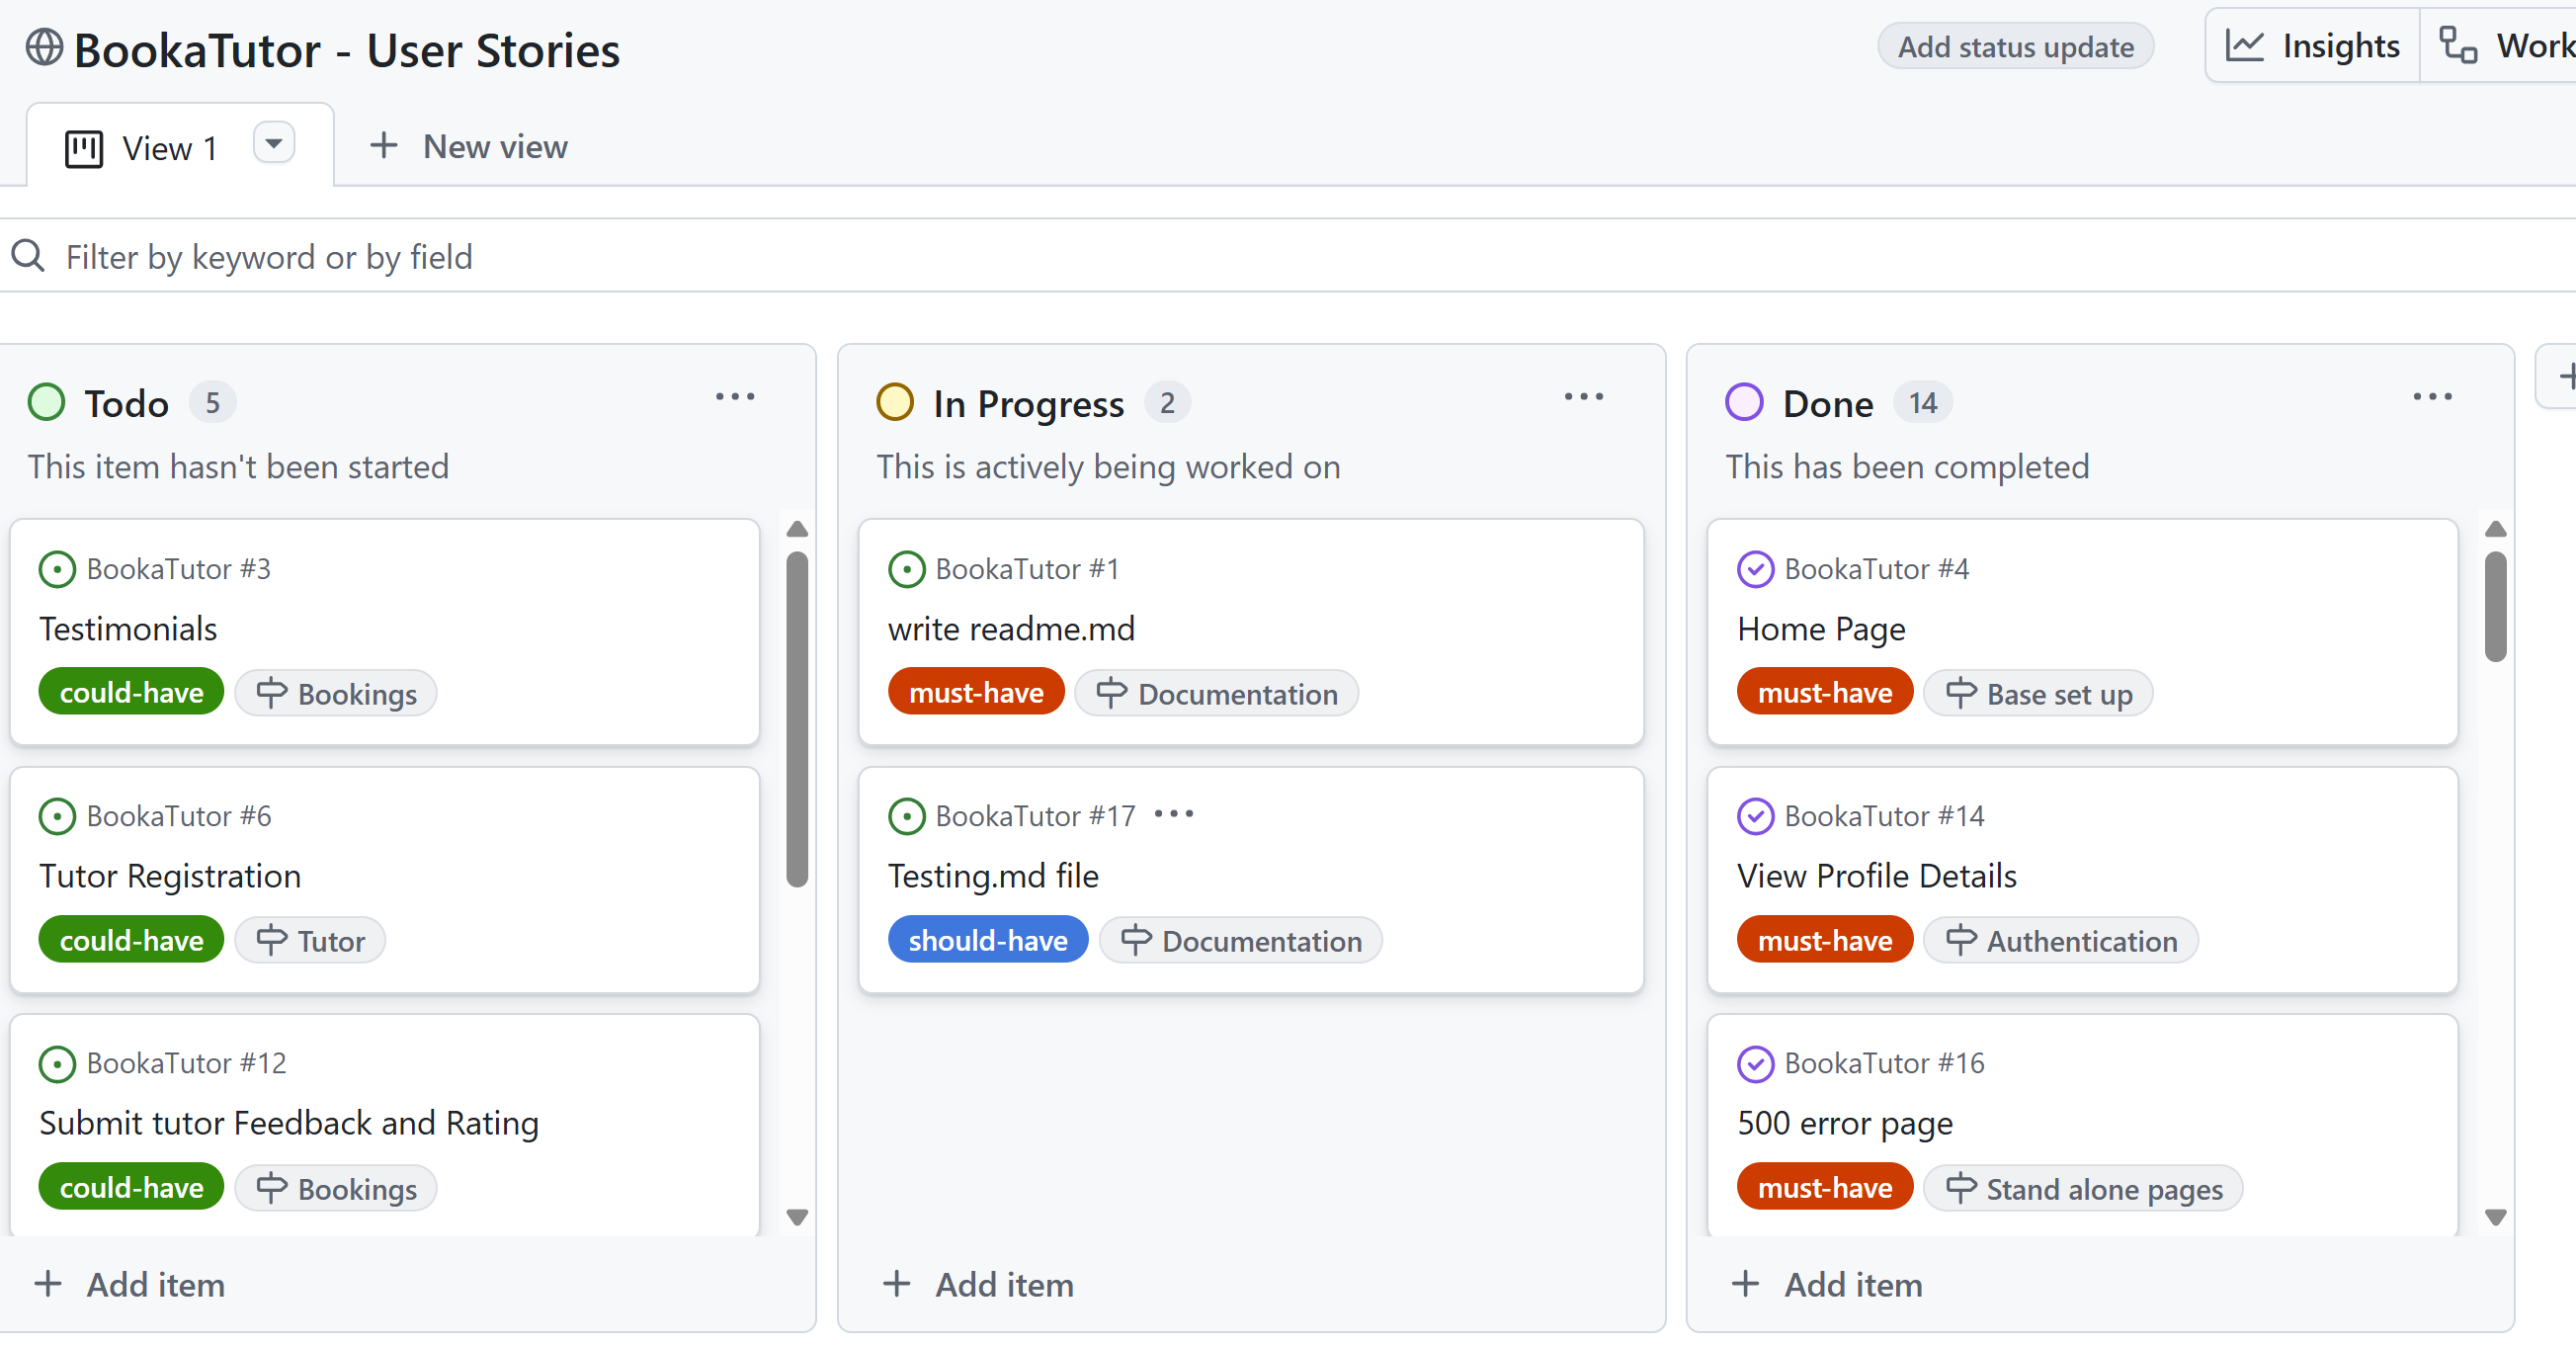 BookaTutor - User Stories
Add status update
Insights
Work
View 1
New view
Filter by keyword or by field
Todo 5
This item hasn't been started
BookaTutor #3
Testimonials
could-have Bookings
BookaTutor #6
Tutor Registration
could-have Tutor
BookaTutor #12
Submit tutor Feedback and Rating
could-have Bookings
+ Add item
In Progress 2
This is actively being worked on
BookaTutor #1
write readme.md
must-have Documentation
BookaTutor #17
Testing.md file
should-have Documentation
+ Add item
Done 14
This has been completed
BookaTutor #4
Home Page
must-have Base set up
BookaTutor #14
View Profile Details
must-have Authentication
BookaTutor #16
500 error page
must-have Stand alone pages
+ Add item